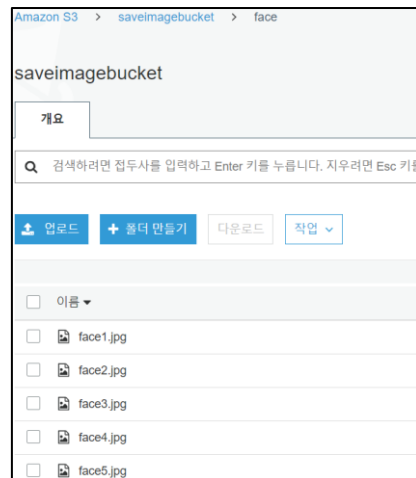 Amazon S3 > saveimagebucket > face
saveimagebucket
개요
검색하려면 접두사를 입력하고 Enter 키를 누릅니다. 지우려면 Esc 키를
업로드 + 폴더 만들기 다운로드 작업
이름
face1.jpg
face2.jpg
face3.jpg
face4.jpg
face5.jpg